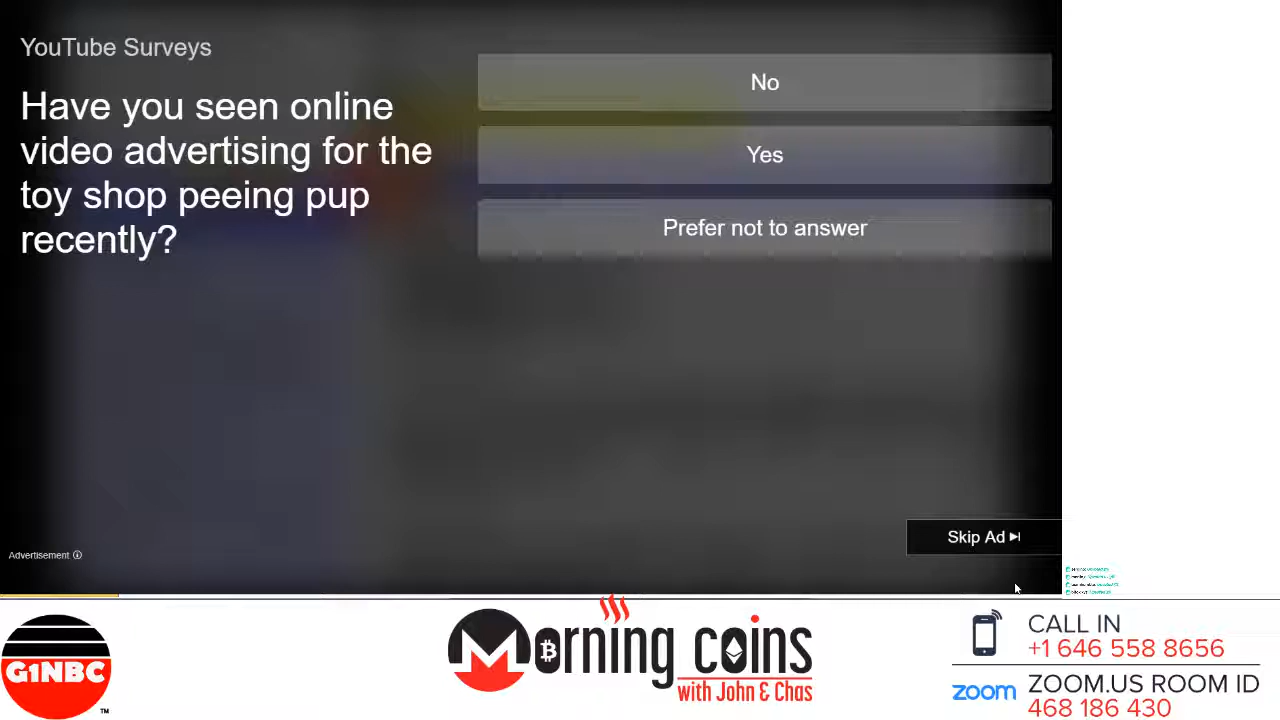 YouTube Surveys
Have you seen online
video advertising for the
toy shop peeing pup
recently?
No
Yes
Prefer not to answer
Skip Ad
Advertisement
G1NBC
TM
Morning coins
with John & Chas
CALL IN
+1 646 558 8656
zoom
ZOOM.US ROOM ID
468 186 430